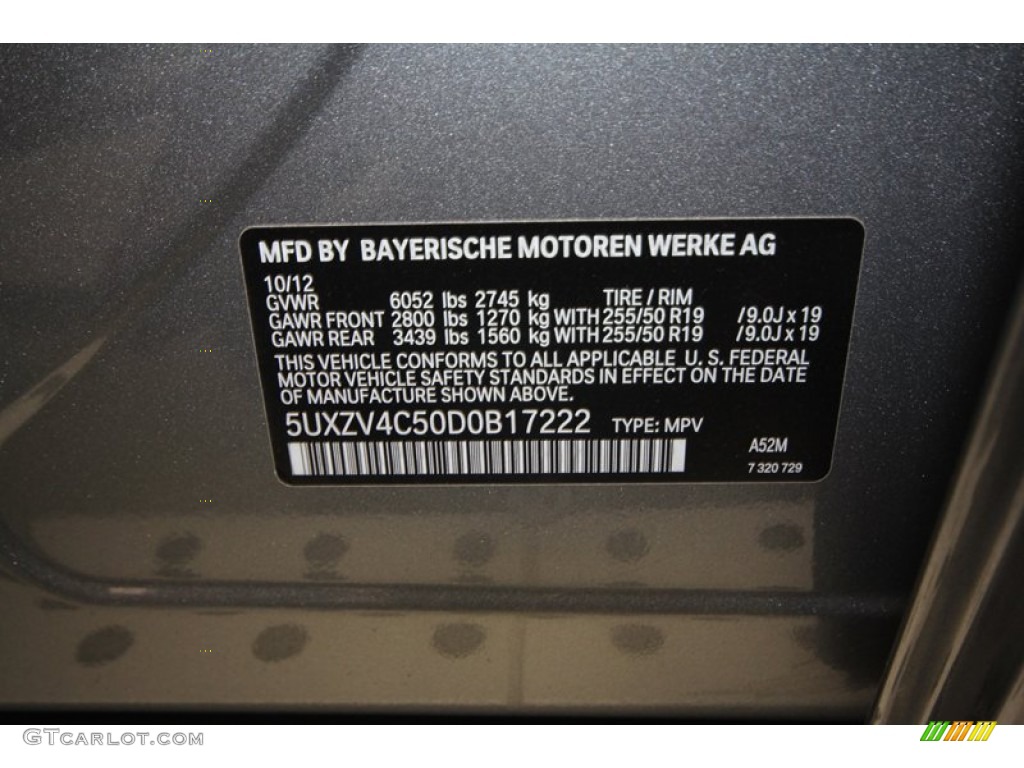 MFD BY BAYERISCHE MOTOREN WERKE AG
10/12
GVWR 6052 lbs 2745 kg TIRE / RIM
GAWR FRONT 2800 lbs 1270 kg WITH 255/50 R19 /9.0J x 19
GAWR REAR 3439 lbs 1560 kg WITH 255/50 R19 /9.0J x 19
THIS VEHICLE CONFORMS TO ALL APPLICABLE U. S. FEDERAL
MOTOR VEHICLE SAFETY STANDARDS IN EFFECT ON THE DATE
OF MANUFACTURE SHOWN ABOVE.
5UXZV4C50D0B17222 TYPE: MPV
A52M
7 320 729
GTCARLOT.COM